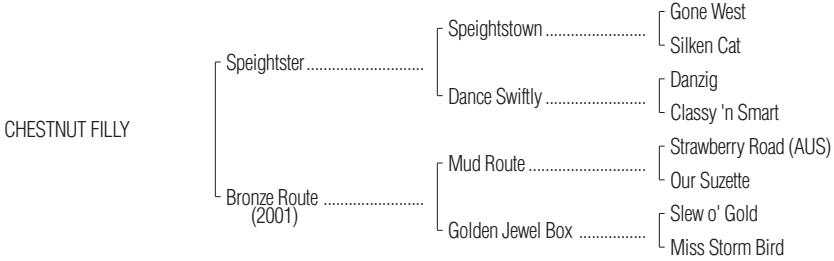 Gone West
Speightstown ........................
Silken Cat
Speightster ............................
Danzig
Dance Swiftly ........................
Classy 'n Smart
CHESTNUT FILLY
Strawberry Road (AUS)
Mud Route ............................
Our Suzette
Bronze Route ........................
(2001)
Slew o' Gold
Golden Jewel Box ................
Miss Storm Bird